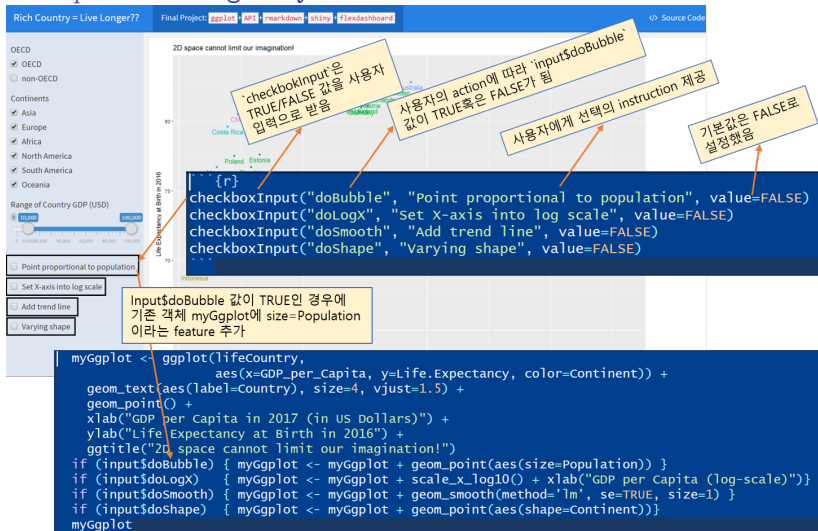 Rich Country = Live Longer??
Final Project: ggplot + API + rmarkdown + shiny + flexdashboard
</> Source Code
OECD
OECD
non-OECD
Continents
Asia
Europe
Africa
North America
South America
Oceania
Range of Country GDP (USD)
0
10,000
100,000
Point proportional to population
Set X-axis into log scale
Add trend line
Varying shape
2D space cannot limit our imagination!
Life Expectancy at Birth in 2016
80-
75-
70-
Costa Rica
Poland
Estonia
Indonesia
`checkbokInput`은
TRUE/FALSE 값을 사용자
입력으로 받음
사용자의 action에 따라 `input$doBubble`
값이 TRUE혹은 FALSE가 됨
사용자에게 선택의 instruction 제공
기본값은 FALSE로
설정했음
```{r}
checkboxInput("doBubble", "Point proportional to population", value=FALSE)
checkboxInput("doLogX", "Set X-axis into log scale", value=FALSE)
checkboxInput("doSmooth", "Add trend line", value=FALSE)
checkboxInput("doShape", "Varying shape", value=FALSE)
```
Input$doBubble 값이 TRUE인 경우에
기존 객체 myGgplot에 size=Population
이라는 feature 추가
myGgplot <- ggplot(lifeCountry,
aes(x=GDP_per_Capita, y=Life.Expectancy, color=Continent)) +
geom_text(aes(label=Country), size=4, vjust=1.5) +
geom_point() +
xlab("GDP per Capita in 2017 (in US Dollars)") +
ylab("Life Expectancy at Birth in 2016") +
ggtitle("2D space cannot limit our imagination!")
if (input$doBubble) { myGgplot <- myGgplot + geom_point(aes(size=Population)) }
if (input$doLogX) { myGgplot <- myGgplot + scale_x_log10() + xlab("GDP per Capita (log-scale)")}
if (input$doSmooth) { myGgplot <- myGgplot + geom_smooth(method='lm', se=TRUE, size=1) }
if (input$doShape) { myGgplot <- myGgplot + geom_point(aes(shape=Continent))}
myGgplot